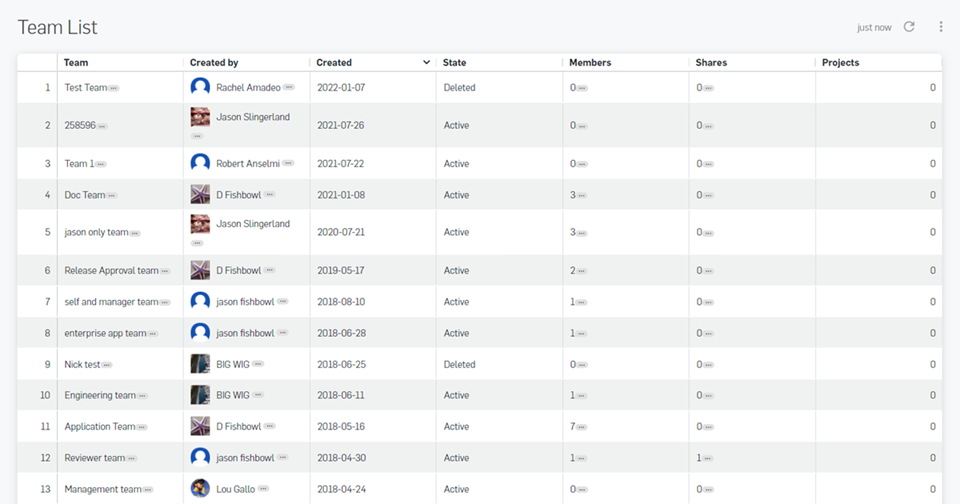 Team List
just now
Team Created by Created State Members Shares Projects
1 Test Team Rachel Amadeo 2022-01-07 Deleted 0 0 0
2 258596 Jason Slingerland 2021-07-26 Active 0 0 0
3 Team 1 Robert Anselmi 2021-07-22 Active 0 0 0
4 Doc Team D Fishbowl 2021-01-08 Active 3 0 0
5 jason only team Jason Slingerland 2020-07-21 Active 3 0 0
6 Release Approval team D Fishbowl 2019-05-17 Active 2 0 0
7 self and manager team jason fishbowl 2018-08-10 Active 1 0 0
8 enterprise app team jason fishbowl 2018-06-28 Active 1 0 0
9 Nick test BIG WIG 2018-06-25 Deleted 0 0 0
10 Engineering team BIG WIG 2018-06-11 Active 1 0 0
11 Application Team D Fishbowl 2018-05-16 Active 7 0 0
12 Reviewer team jason fishbowl 2018-04-30 Active 1 1 0
13 Management team Lou Gallo 2018-04-24 Active 0 0 0